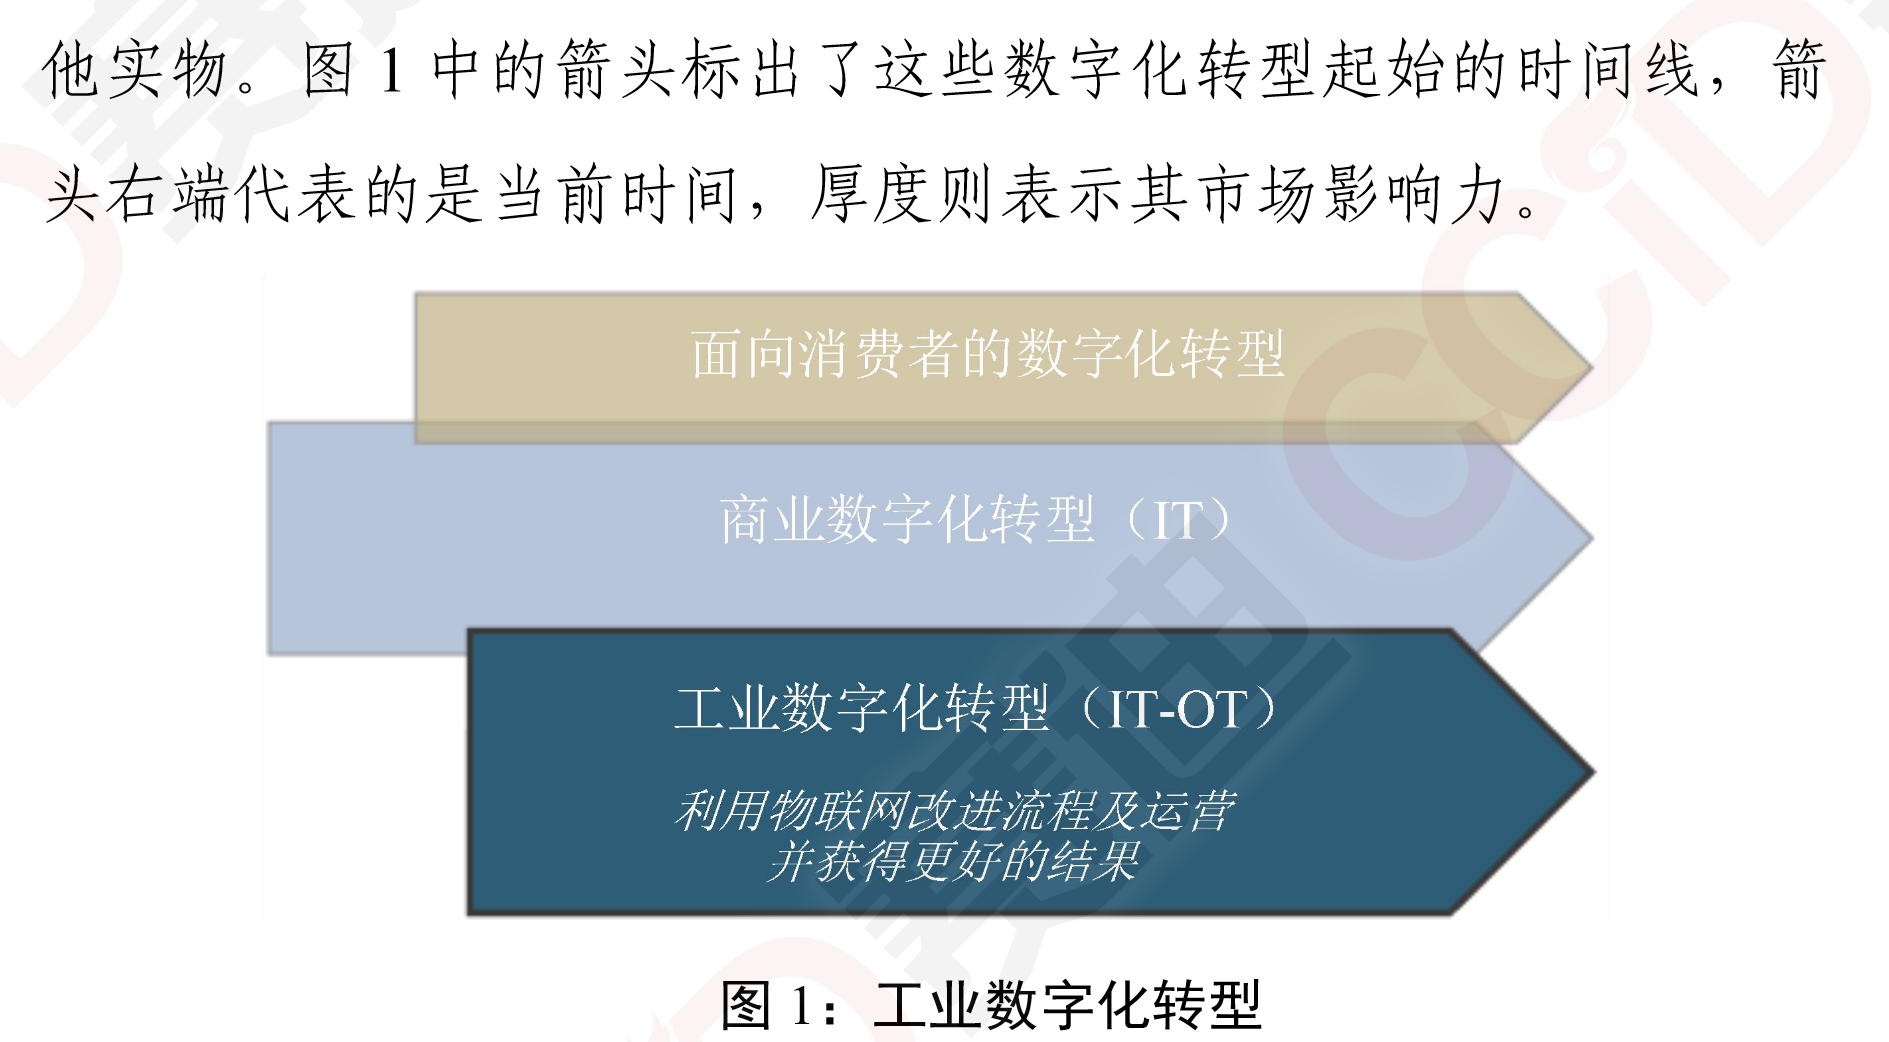 他实物。图 1 中的箭头标出了这些数字化转型起始的时间线，箭
头右端代表的是当前时间，厚度则表示其市场影响力。
面向消费者的数字化转型
商业数字化转型（IT）
工业数字化转型（IT-OT）
利用物联网改进流程及运营
并获得更好的结果
图 1：工业数字化转型
CCiD
赛迪